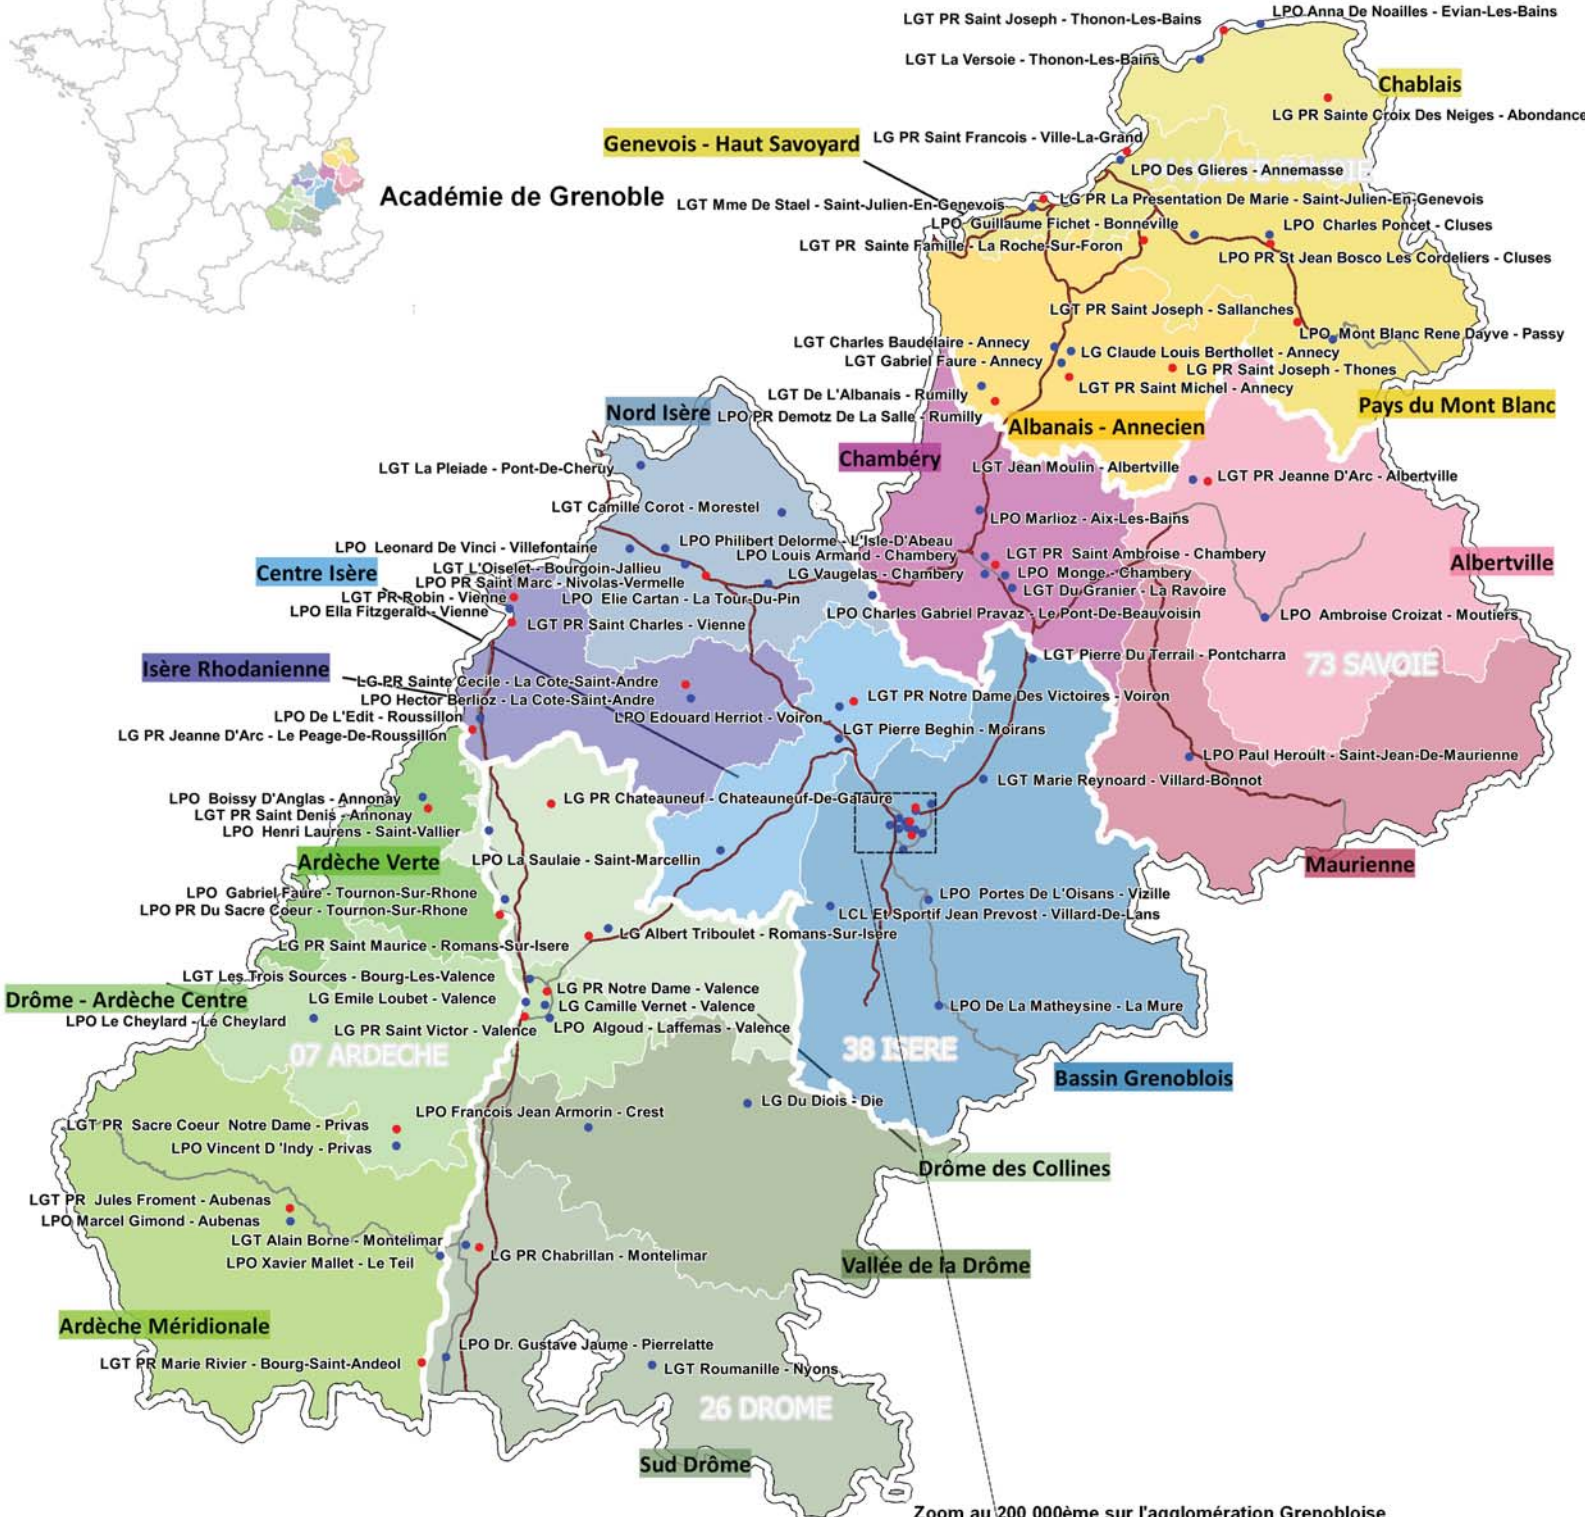 LPO Anna De Noailles - Evian-Les-Bains
LGT PR Saint Joseph - Thonon-Les-Bains
LGT La Versoie - Thonon-Les-Bains
Chablais
LG PR Sainte Croix Des Neiges - Abondance
Genevois - Haut Savoyard
LG PR Saint Francois - Ville-La-Grand
74 HAUTE SAVOIE
LPO Des Glieres - Annemasse
Académie de Grenoble
LGT Mme De Stael - Saint-Julien-En-Genevois
LG PR La Presentation De Marie - Saint-Julien-En-Genevois
LPO Guillaume Fichet - Bonneville
LPO Charles Poncet - Cluses
LGT PR Sainte Famille - La Roche-Sur-Foron
LPO PR St Jean Bosco Les Cordeliers - Cluses
LGT PR Saint Joseph - Sallanches
LPO Mont Blanc Rene Dayve - Passy
LGT Charles Baudelaire - Annecy
LG Claude Louis Berthollet - Annecy
LGT Gabriel Faure - Annecy
LG PR Saint Joseph - Thones
LGT PR Saint Michel - Annecy
LGT De L'Albanais - Rumilly
Pays du Mont Blanc
Nord Isère
LPO PR Demotz De La Salle - Rumilly
Albanais - Annecien
Chambéry
LGT La Pleiade - Pont-De-Cheruy
LGT Jean Moulin - Albertville
LGT PR Jeanne D'Arc - Albertville
LGT Camille Corot - Morestel
LPO Marlioz - Aix-Les-Bains
LPO Philibert Delorme - L'Isle-D'Abeau
LPO Leonard De Vinci - Villefontaine
LPO Louis Armand - Chambery
LGT PR Saint Ambroise - Chambery
Albertville
Centre Isère
LGT L'Oiselet - Bourgoin-Jallieu
LG Vaugelas - Chambery
LPO Monge - Chambery
LPO PR Saint Marc - Nivolas-Vermelle
LGT Du Granier - La Ravoire
LGT PR Robin - Vienne
LPO Elie Cartan - La Tour-Du-Pin
LPO Ella Fitzgerald - Vienne
LPO Charles Gabriel Pravaz - Le Pont-De-Beauvoisin
LPO Ambroise Croizat - Moutiers
LGT PR Saint Charles - Vienne
LGT Pierre Du Terrail - Pontcharra
73 SAVOIE
Isère Rhodanienne
LG PR Sainte Cecile - La Cote-Saint-Andre
LPO Hector Berlioz - La Cote-Saint-Andre
LGT PR Notre Dame Des Victoires - Voiron
LPO De L'Edit - Roussillon
LPO Edouard Herriot - Voiron
LG PR Jeanne D'Arc - Le Peage-De-Roussillon
LGT Pierre Beghin - Moirans
LPO Paul Heroult - Saint-Jean-De-Maurienne
LGT Marie Reynoard - Villard-Bonnot
LPO Boissy D'Anglas - Annonay
LG PR Chateauneuf - Chateauneuf-De-Galaure
LGT PR Saint Denis - Annonay
LPO Henri Laurens - Saint-Vallier
Ardèche Verte
LPO La Saulaie - Saint-Marcellin
Maurienne
LPO Gabriel Faure - Tournon-Sur-Rhone
LPO Portes De L'Oisans - Vizille
LPO PR Du Sacre Coeur - Tournon-Sur-Rhone
LCL Et Sportif Jean Prevost - Villard-De-Lans
LG Albert Triboulet - Romans-Sur-Isere
LG PR Saint Maurice - Romans-Sur-Isere
LGT Les Trois Sources - Bourg-Les-Valence
LG PR Notre Dame - Valence
Drôme - Ardèche Centre
LG Emile Loubet - Valence
LG Camille Vernet - Valence
LPO De La Matheysine - La Mure
LPO Le Cheylard - Le Cheylard
LG PR Saint Victor - Valence
LPO Algoud - Laffemas - Valence
07 ARDECHE
38 ISERE
Bassin Grenoblois
LG Du Diois - Die
LPO Francois Jean Armorin - Crest
LGT PR Sacre Coeur Notre Dame - Privas
LPO Vincent D 'Indy - Privas
Drôme des Collines
LGT PR Jules Froment - Aubenas
LPO Marcel Gimond - Aubenas
LGT Alain Borne - Montelimar
LG PR Chabrillan - Montelimar
LPO Xavier Mallet - Le Teil
Vallée de la Drôme
Ardèche Méridionale
LPO Dr. Gustave Jaume - Pierrelatte
LGT PR Marie Rivier - Bourg-Saint-Andeol
LGT Roumanille - Nyons
26 DROME
Sud Drôme
Zoom au 200 000ème sur l'agglomération Grenobloise